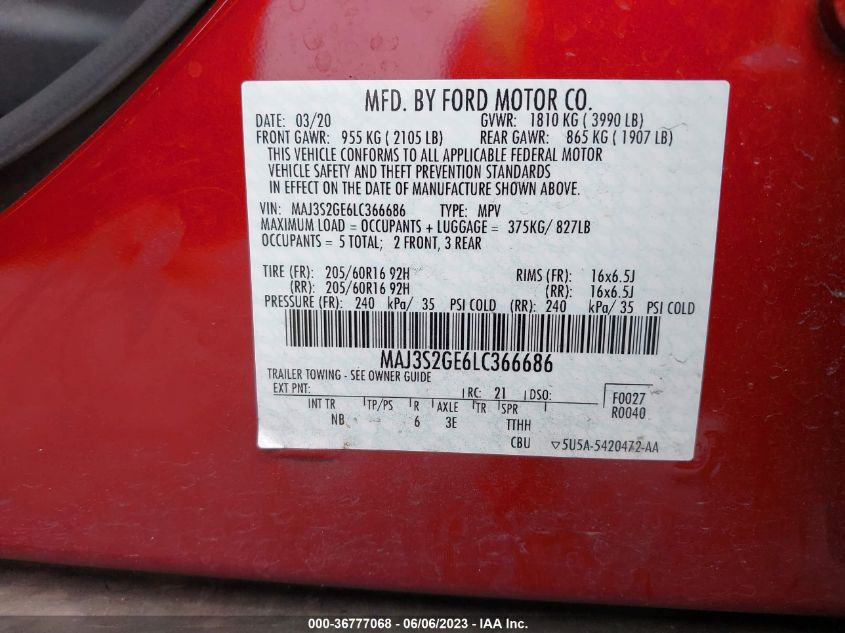 MFD. BY FORD MOTOR CO.
DATE: 03/20 GVWR: 1810 KG ( 3990 LB)
FRONT GAWR: 955 KG ( 2105 LB) REAR GAWR: 865 KG ( 1907 LB)
THIS VEHICLE CONFORMS TO ALL APPLICABLE FEDERAL MOTOR
VEHICLE SAFETY AND THEFT PREVENTION STANDARDS
IN EFFECT ON THE DATE OF MANUFACTURE SHOWN ABOVE.
VIN: MAJ3S2GE6LC366686 TYPE: MPV
MAXIMUM LOAD = OCCUPANTS + LUGGAGE = 375KG/ 827LB
OCCUPANTS = 5 TOTAL; 2 FRONT, 3 REAR
TIRE (FR): 205/60R16 92H RIMS (FR): 16x6.5J
(RR): 205/60R16 92H (RR): 16x6.5J
PRESSURE (FR): 240 kPa/ 35 PSI COLD (RR): 240 kPa/ 35 PSI COLD
MAJ3S2GE6LC366686
TRAILER TOWING - SEE OWNER GUIDE
EXT PNT: RC: 21 DSO: F0027
INT TR TP/PS R AXLE TR SPR R0040
NB -- 6 3E TTHH
CBU ▽5U5A-5420472-AA
000-36777068 - 06/06/2023 - IAA Inc.